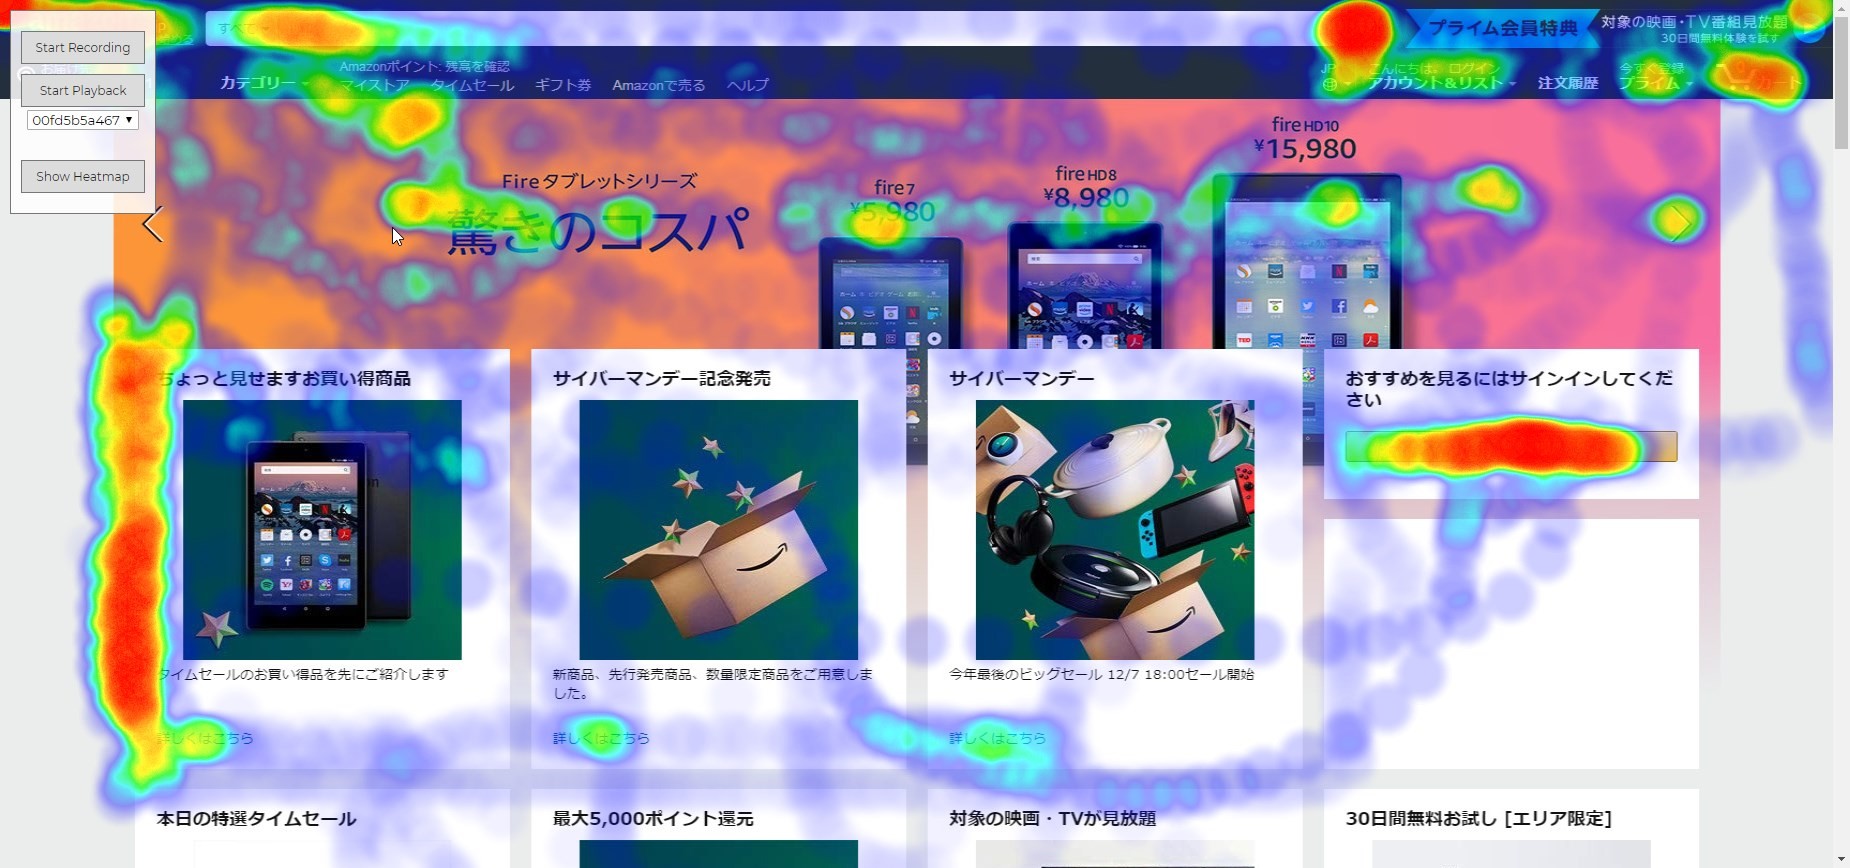 Start Recording
Start Playback
00fd5b5a467
Show Heatmap
すべて
プライム会員特典
対象の映画・TV番組見放題
30日間無料体験を試す
カテゴリー
Amazonポイント: 残高を確認
マイストア タイムセール ギフト券 Amazonで売る ヘルプ
JP
こんにちは。ログイン
アカウント&リスト
注文履歴
今すぐ登録
プライム
カート
Fireタブレットシリーズ
驚きのコスパ
fire 7
¥5,980
fire HD8
¥8,980
fire HD10
¥15,980
ちょっと見せますお買い得商品
タイムセールのお買い得品を先にご紹介します
詳しくはこちら
サイバーマンデー記念発売
新商品、先行発売商品、数量限定商品をご用意しま
した。
詳しくはこちら
サイバーマンデー
今年最後のビッグセール 12/7 18:00セール開始
詳しくはこちら
おすすめを見るにはサインインしてくだ
さい
本日の特選タイムセール
最大5,000ポイント還元
対象の映画・TVが見放題
30日間無料お試し [エリア限定]